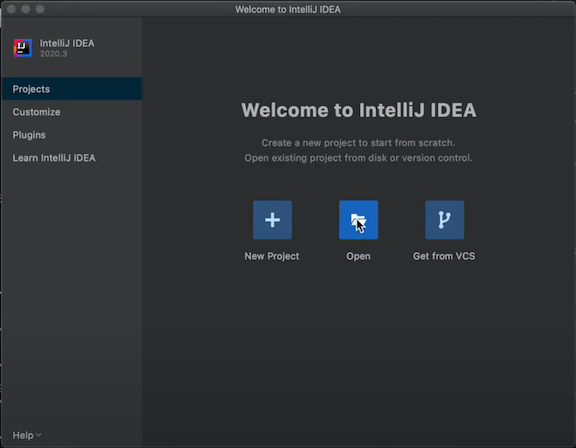 Welcome to IntelliJ IDEA
IntelliJ IDEA
2020.3
Projects
Customize
Plugins
Learn IntelliJ IDEA
Welcome to IntelliJ IDEA
Create a new project to start from scratch.
Open existing project from disk or version control.
New Project
Open
Get from VCS
Help